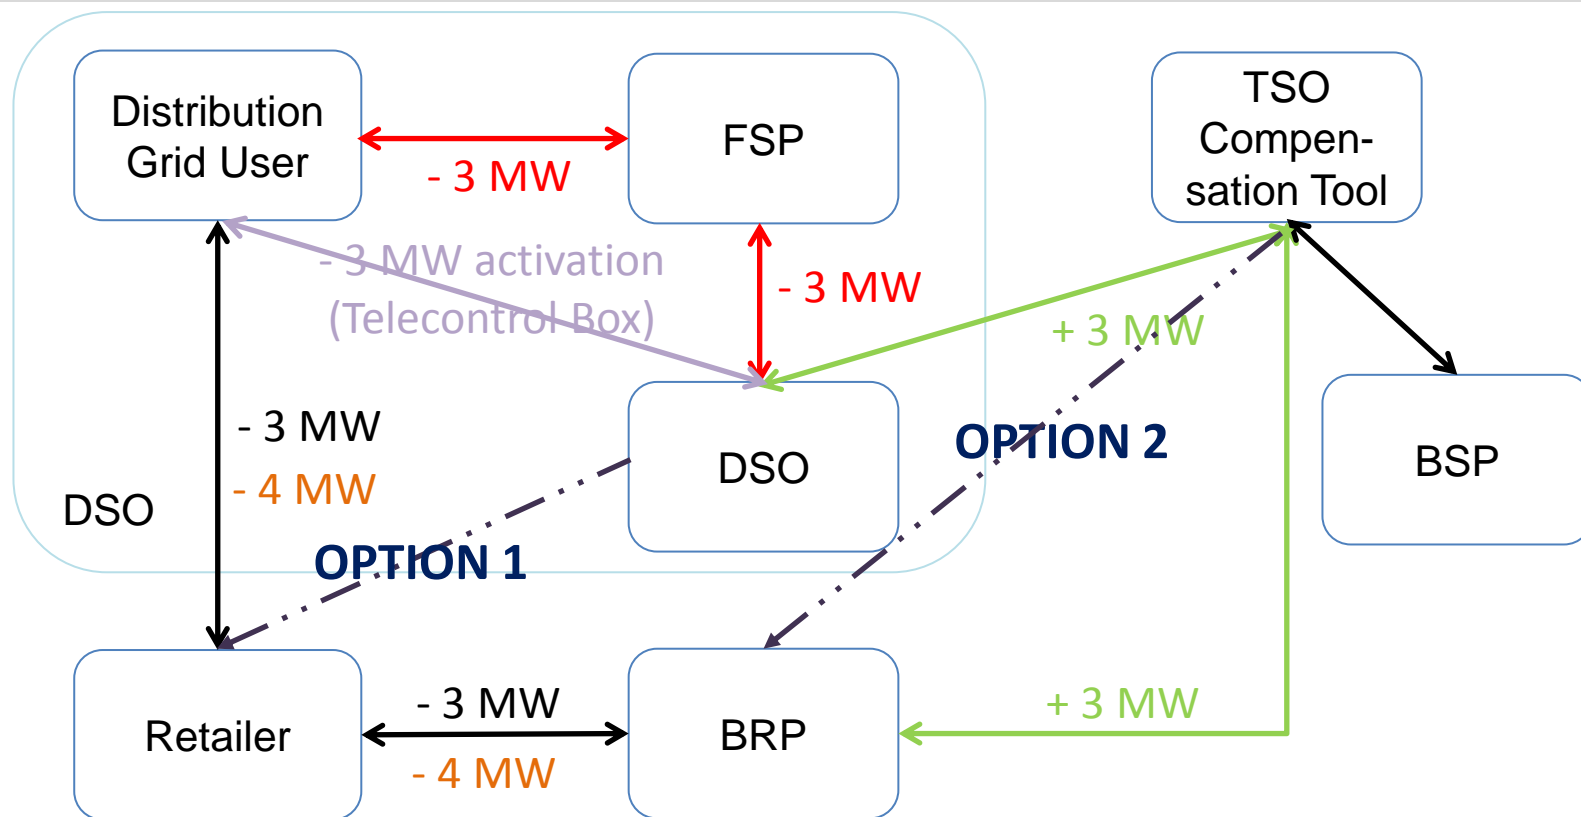 Distribution
Grid User
FSP
TSO
Compen-
sation Tool
- 3 MW
- 3 MW activation
(Telecontrol Box)
- 3 MW
+ 3 MW
- 3 MW
- 4 MW
DSO
OPTION 2
BSP
DSO
OPTION 1
Retailer
- 3 MW
- 4 MW
BRP
+ 3 MW